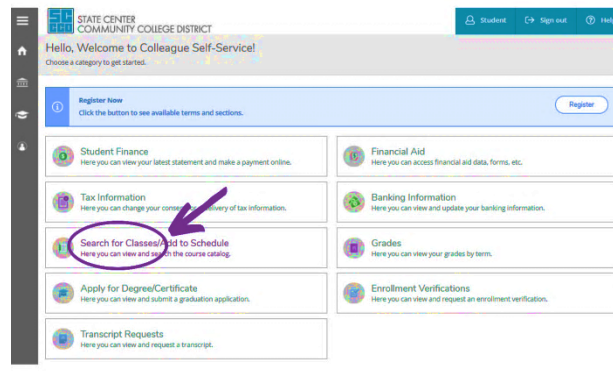 STATE CENTER
COMMUNITY COLLEGE DISTRICT
Student
Sign out
Help
Hello, Welcome to Colleague Self-Service!
Choose a category to get started.
Register Now
Click the button to see available terms and sections.
Register
Student Finance
Here you can view your latest statement and make a payment online.
Financial Aid
Here you can access financial aid data, forms, etc.
Tax Information
Here you can change your consent delivery of tax information.
Banking Information
Here you can view and update your banking information.
Search for Classes/Add to Schedule
Here you can view and search the course catalog.
Grades
Here you can view your grades by term.
Apply for Degree/Certificate
Here you can view and submit a graduation application.
Enrollment Verifications
Here you can view and request an enrollment verification.
Transcript Requests
Here you can view and request a transcript.